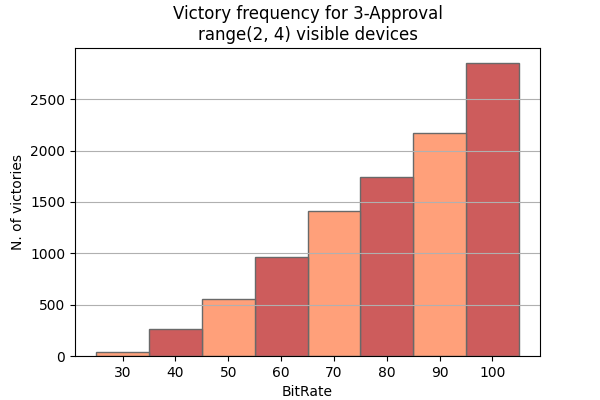 Victory frequency for 3-Approval
range(2, 4) visible devices
N. of victories
2500
2000
1500
1000
500
0
30 40 50 60 70 80 90 100
BitRate